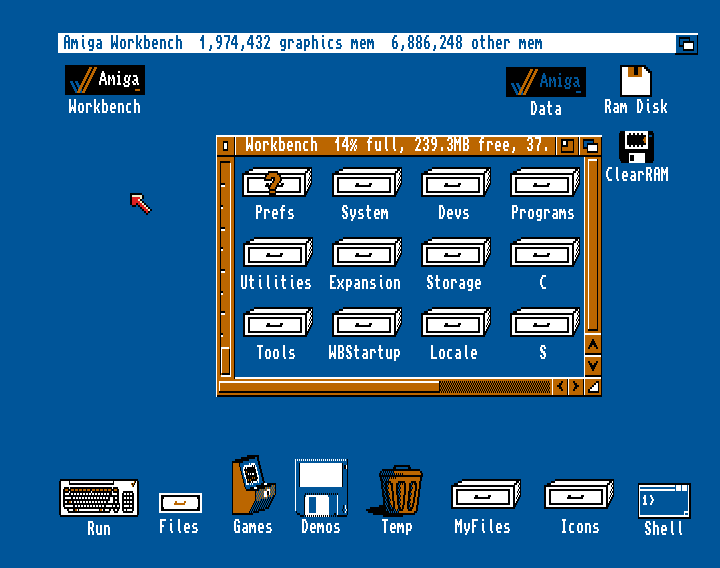 Amiga Workbench 1,974,432 graphics mem 6,886,248 other mem
Amiga
Workbench
Amiga
Data
Ram Disk
ClearRAM
Workbench 14% full, 239.3MB free, 37.
Prefs System Devs Programs
Utilities Expansion Storage C
Tools WBStartup Locale S
1>
Run Files Games Demos Temp MyFiles Icons Shell